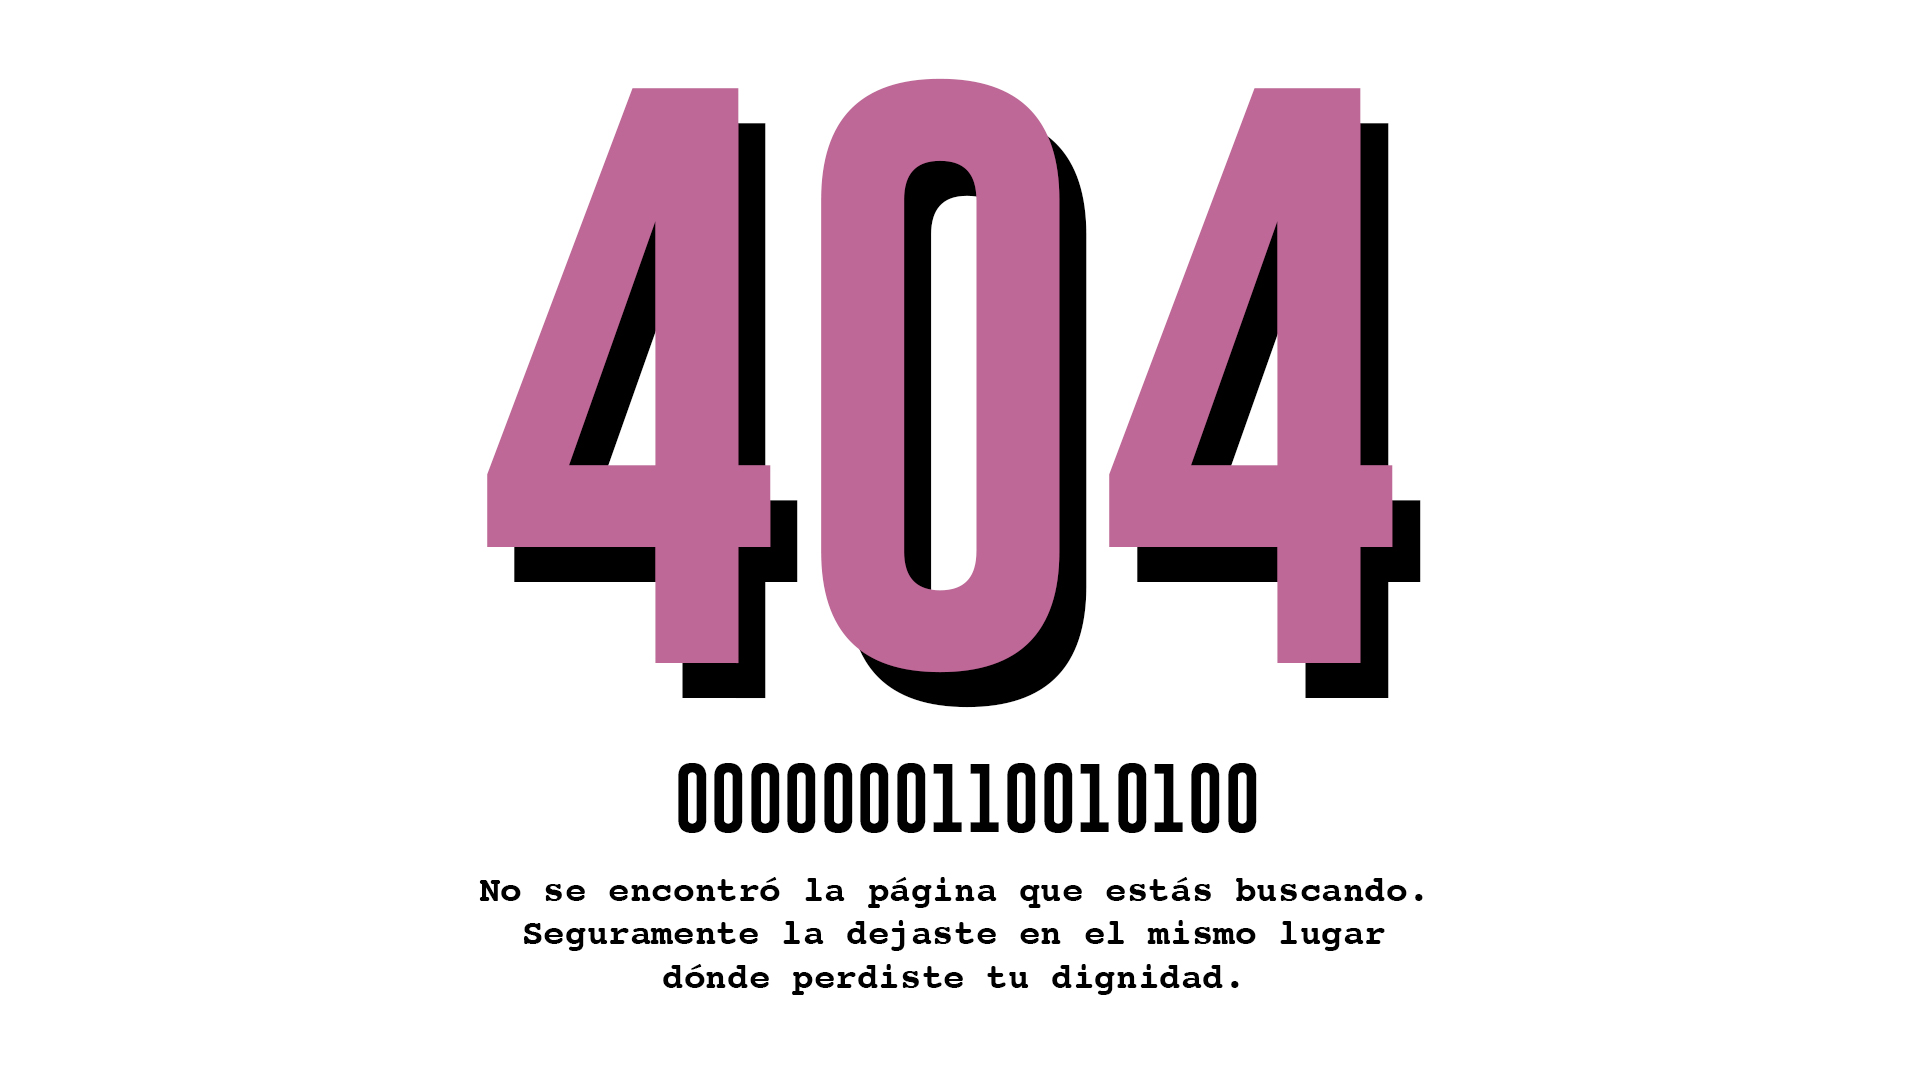 404
0000000110010100
No se encontró la página que estás buscando.
Seguramente la dejaste en el mismo lugar
dónde perdiste tu dignidad.